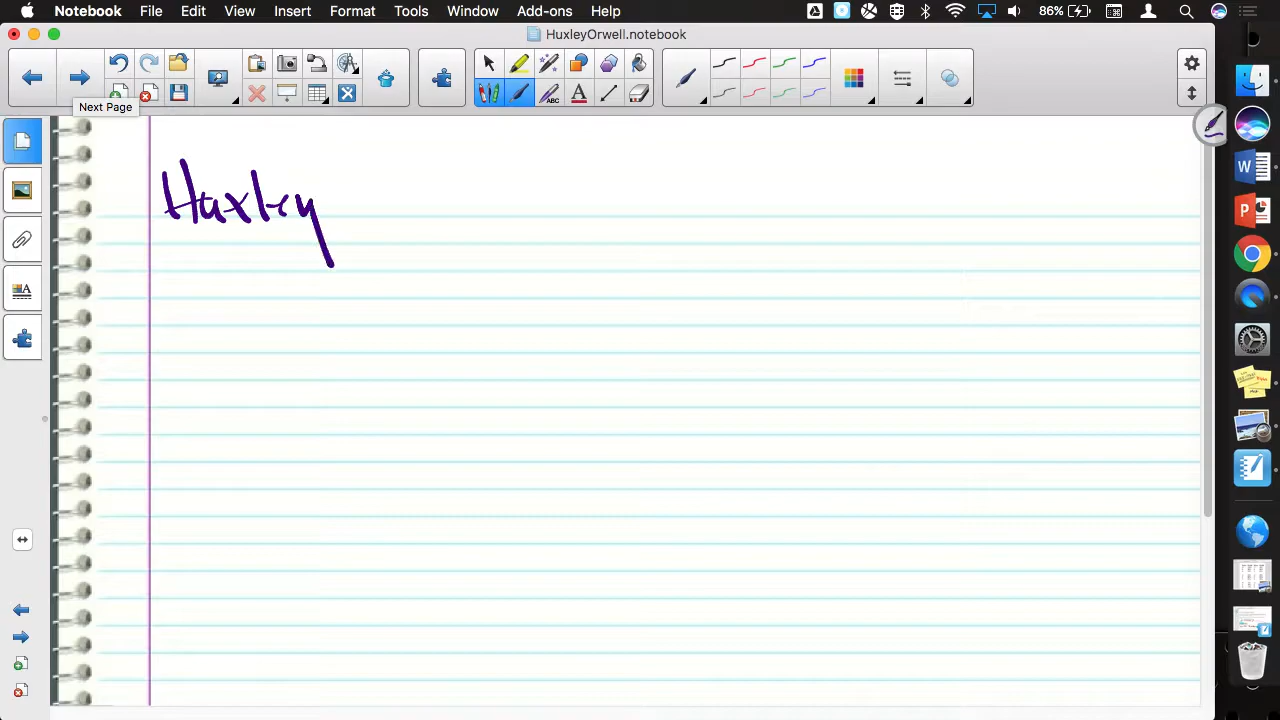 Notebook File Edit View Insert Format Tools Window Add-ons Help 86%
HuxleyOrwell.notebook
Next Page
Huxley